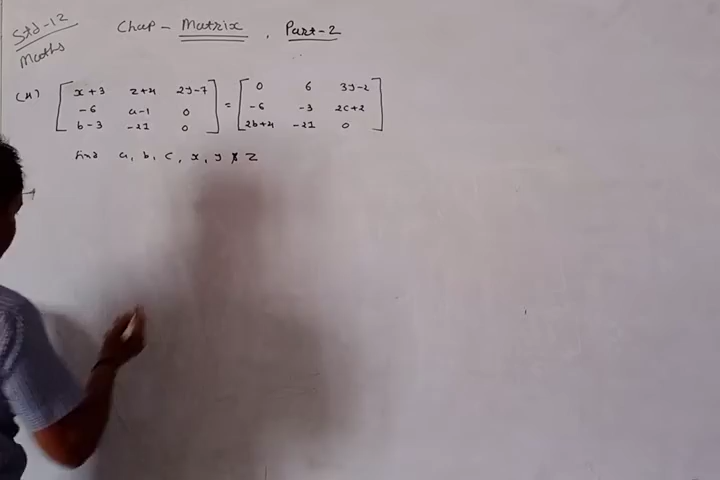 Std-12
Maths
Chap - Matrix , Part-2
(4) [ x+3 z+4 2y-7 ] = [ 0 6 3y-2 ]
[ -6 a-1 0 ] [ -6 -3 2c+2 ]
[ b-3 -21 0 ] [ 2b+4 -21 0 ]
Find a, b, c, x, y & z